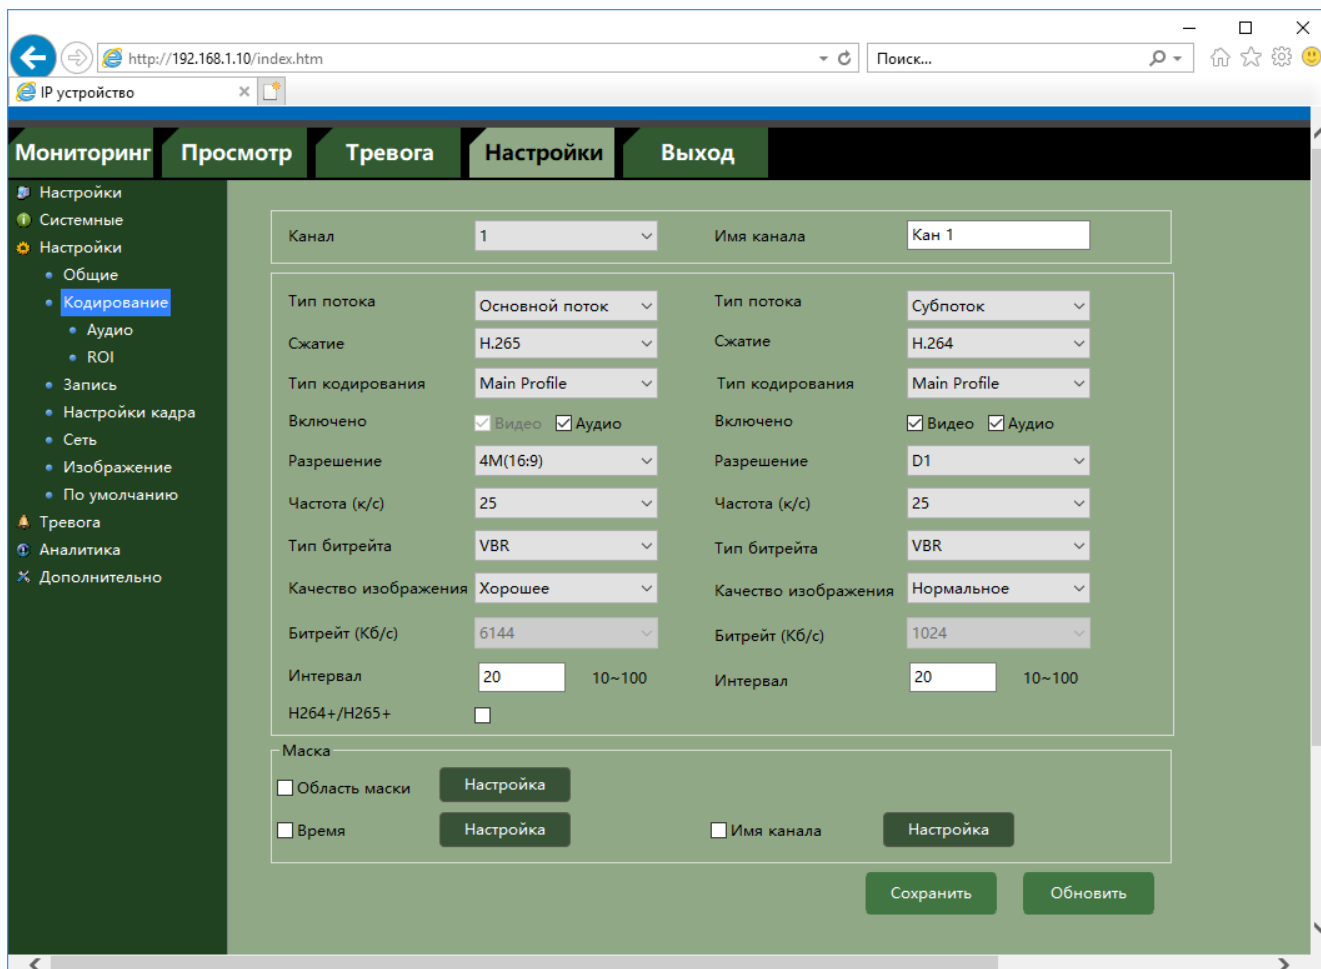 http://192.168.1.10/index.htm
Поиск...
IP устройство
Мониторинг Просмотр Тревога Настройки Выход
Настройки
Системные
Настройки
Общие
Кодирование
Аудио
ROI
Запись
Настройки кадра
Сеть
Изображение
По умолчанию
Тревога
Аналитика
Дополнительно
Канал 1 Имя канала Кан 1
Тип потока Основной поток Тип потока Субпоток
Сжатие H.265 Сжатие H.264
Тип кодирования Main Profile Тип кодирования Main Profile
Включено Видео Аудио Включено Видео Аудио
Разрешение 4M(16:9) Разрешение D1
Частота (к/с) 25 Частота (к/с) 25
Тип битрейта VBR Тип битрейта VBR
Качество изображения Хорошее Качество изображения Нормальное
Битрейт (Кб/с) 6144 Битрейт (Кб/с) 1024
Интервал 20 10~100 Интервал 20 10~100
H264+/H265+
Маска
Область маски Настройка
Время Настройка Имя канала Настройка
Сохранить Обновить